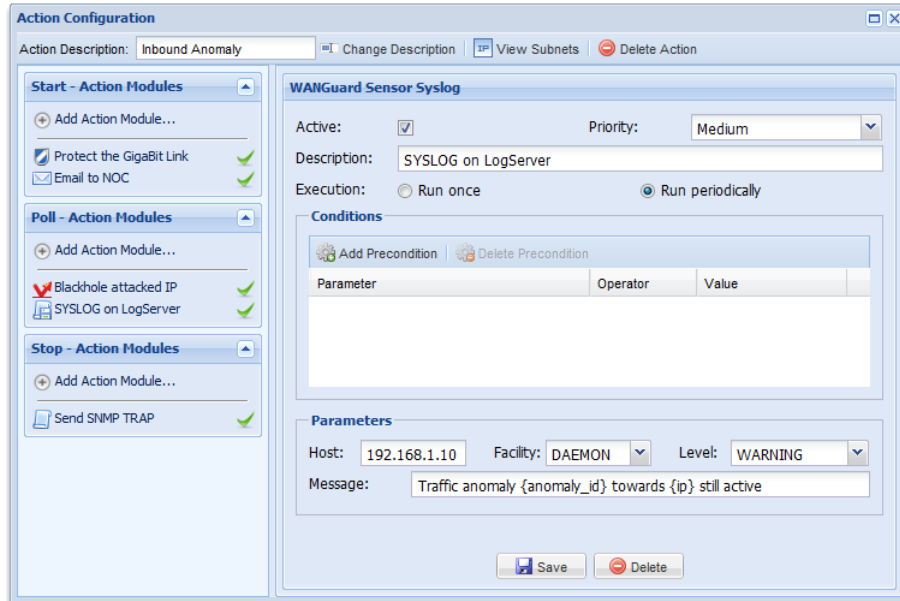 Action Configuration
Action Description: Inbound Anomaly Change Description IP View Subnets Delete Action
Start - Action Modules
Add Action Module...
Protect the GigaBit Link
Email to NOC
Poll - Action Modules
Add Action Module...
Blackhole attacked IP
SYSLOG on LogServer
Stop - Action Modules
Add Action Module...
Send SNMP TRAP
WANGuard Sensor Syslog
Active: Priority: Medium
Description: SYSLOG on LogServer
Execution: Run once Run periodically
Conditions
Add Precondition Delete Precondition
Parameter Operator Value
Parameters
Host: 192.168.1.10 Facility: DAEMON Level: WARNING
Message: Traffic anomaly {anomaly_id} towards {ip} still active
Save Delete